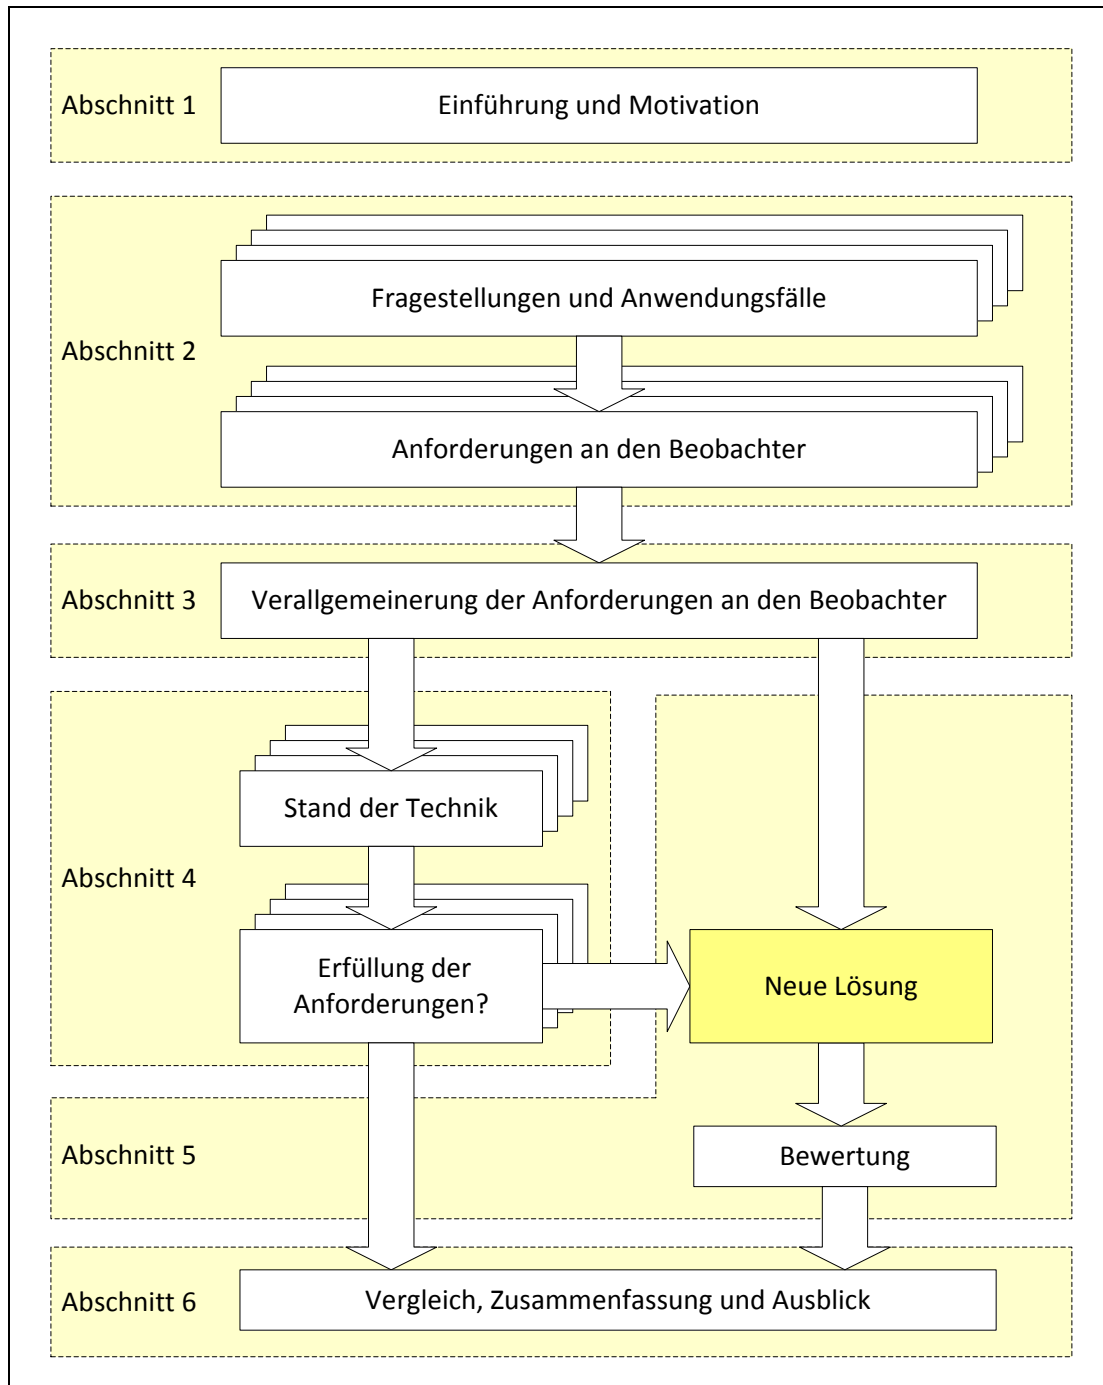 Abschnitt 1
Einführung und Motivation
Abschnitt 2
Fragestellungen und Anwendungsfälle
Anforderungen an den Beobachter
Abschnitt 3
Verallgemeinerung der Anforderungen an den Beobachter
Abschnitt 4
Stand der Technik
Erfüllung der
Anforderungen?
Neue Lösung
Abschnitt 5
Bewertung
Abschnitt 6
Vergleich, Zusammenfassung und Ausblick